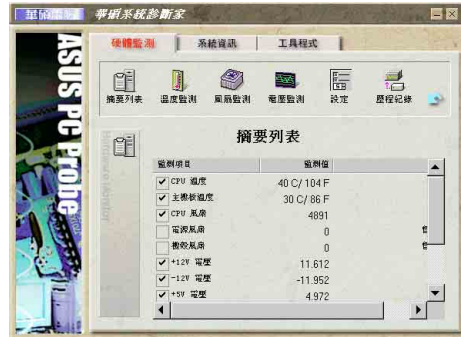 華碩系統診斷家
ASUS PC Probe
硬體監測 系統資訊 工具程式
摘要列表 溫度監測 風扇監測 電壓監測 設定 歷程紀錄
Hardware Monitor
摘要列表
監測項目 監測值
CPU 溫度 40 C/ 104 F
主機板溫度 30 C/ 86 F
CPU 風扇 4891
電源風扇 0
機殼風扇 0
+12V 電壓 11.612
-12V 電壓 -11.952
+5V 電壓 4.972